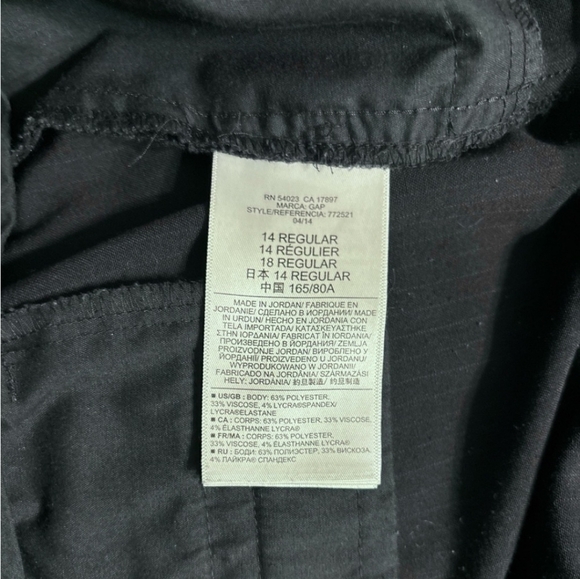 RN 54023 CA 17897
MARCA: GAP
STYLE/REFERENCIA: 772521
04/14
14 REGULAR
14 RÉGULIER
18 REGULAR
日本 14 REGULAR
中国 165/80A
MADE IN JORDAN/ FABRIQUE EN
JORDANIE/ СДЕЛАНО В ИОРДАНИИ/ MADE
IN URDUN/ HECHO EN JORDANIA CON
TELA IMPORTADA/ ΚΑΤΑΣΚΕΥΑΣΤΗΚΕ
ΣΤΗΝ ΙΟΡΔΑΝΙΑ/ FABRICAT ÎN IORDANIA/
ПРОИЗВЕДЕНО В ЙОРДАНИЯ/ ZEMLJA
PROIZVODNJE JORDAN/ ВИРОБЛЕНО У
ЙОРДАНІЇ/ PROIZVEDENO U JORDANU/
WYPRODUKOWANO W JORDANII/
FABRICADO NA JORDÂNIA/ SZÁRMAZÁSI
HELY: JORDÁNIA/ 約旦製造/ 约旦制造/
■ US/GB : BODY: 63% POLYESTER,
33% VISCOSE, 4% LYCRA®SPANDEX/
LYCRA®ELASTANE
■ CA : CORPS: 63% POLYESTER, 33% VISCOSE,
4% ÉLASTHANNE LYCRA®
■ FR/MA : CORPS: 63% POLYESTER,
33% VISCOSE, 4% ÉLASTHANNE LYCRA®
■ RU : БОДИ: 63% ПОЛИЭСТЕР, 33% ВИСКОЗА,
4% ЛАЙКРА® СПАНДЕКС